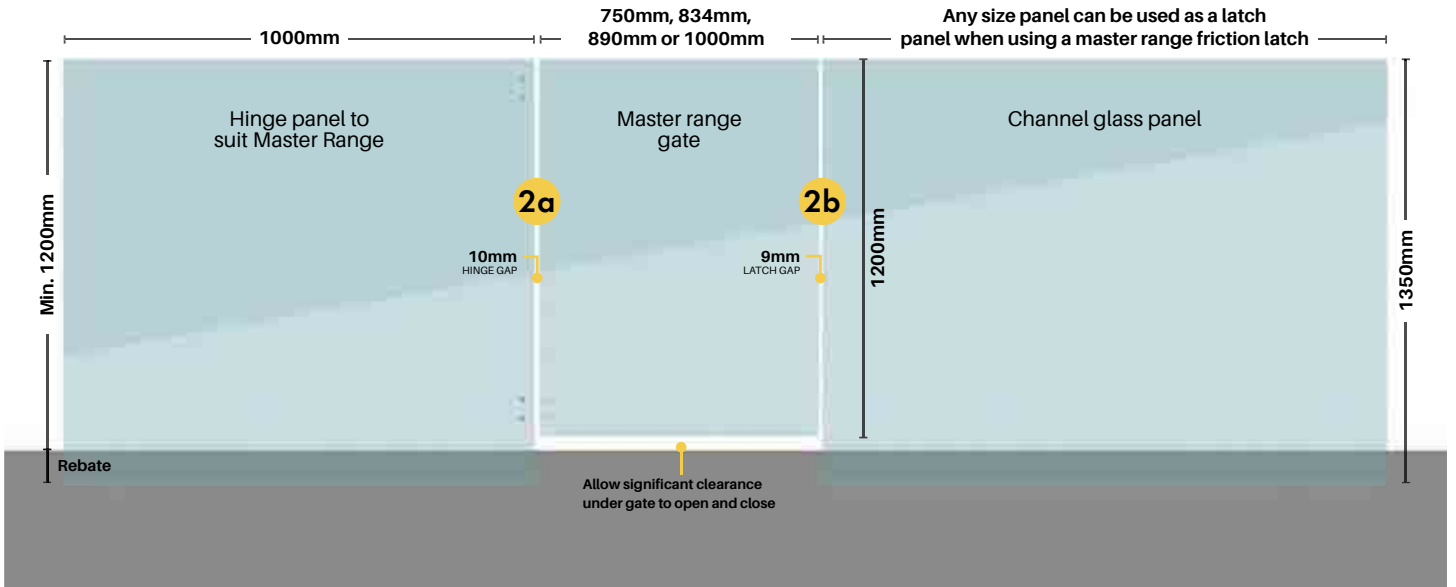 750mm, 834mm,
890mm or 1000mm
Any size panel can be used as a latch
panel when using a master range friction latch
1000mm
Hinge panel to
suit Master Range
Master range
gate
Channel glass panel
2a
2b
Min. 1200mm
10mm
HINGE GAP
9mm
LATCH GAP
1200mm
1350mm
Rebate
Allow significant clearance
under gate to open and close